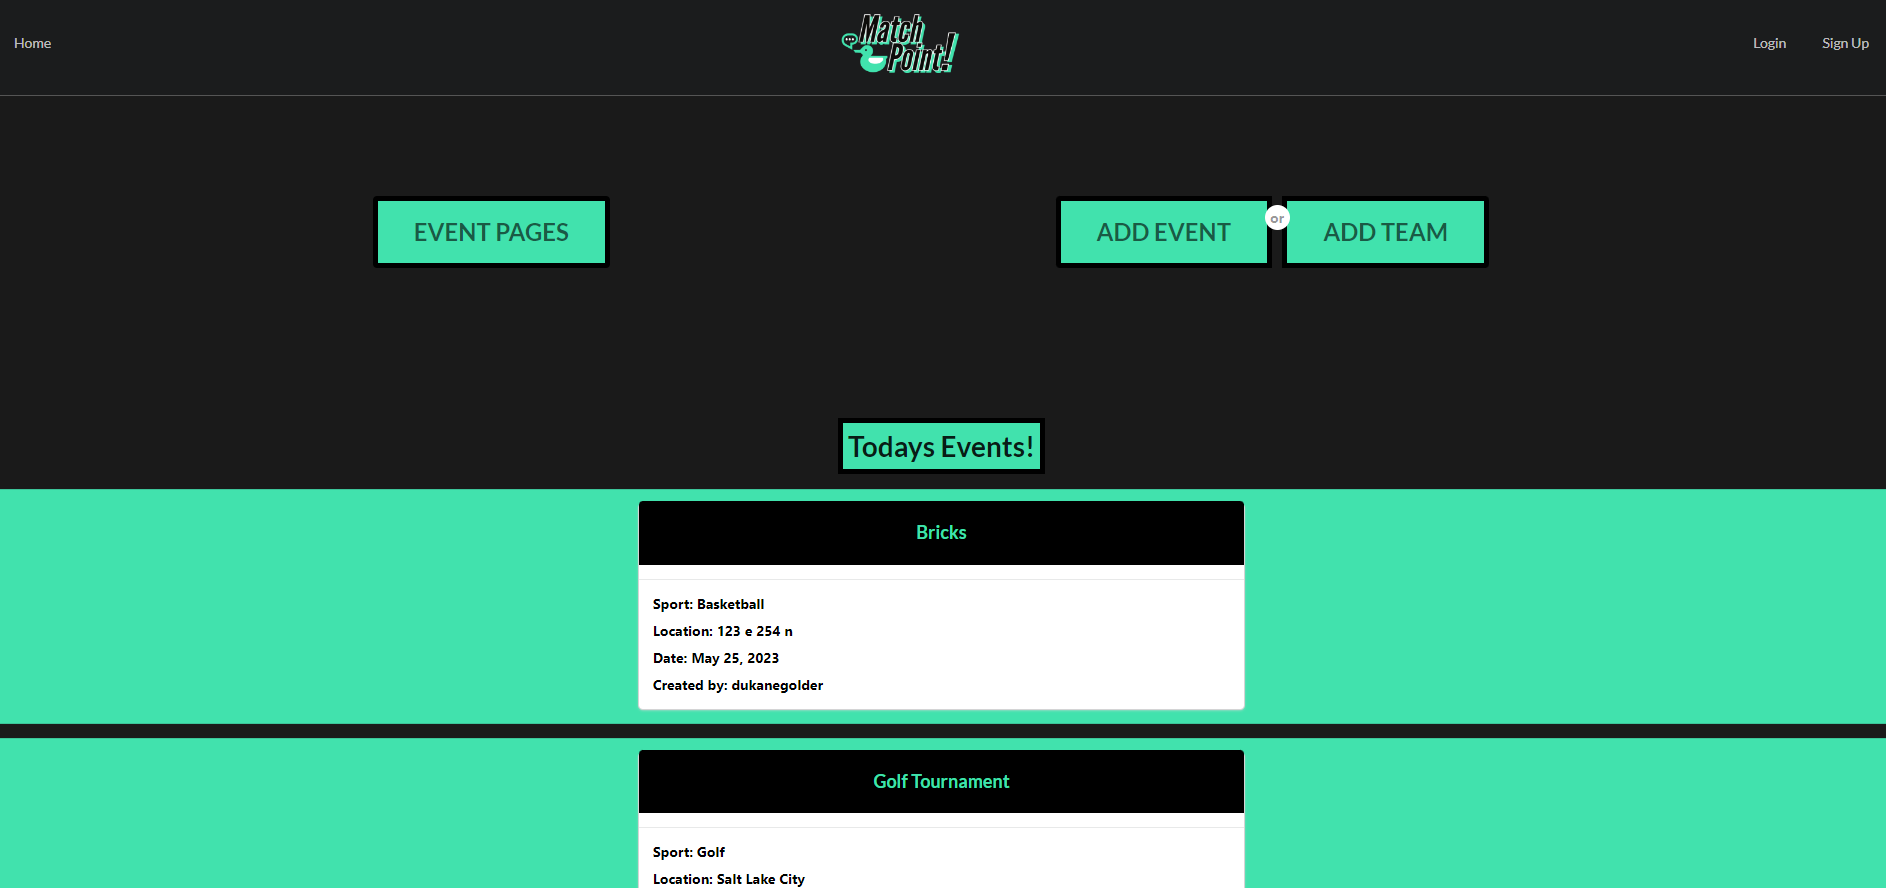 Home
Match
Point!
Login
Sign Up
EVENT PAGES
ADD EVENT
or
ADD TEAM
Todays Events!
Bricks
Sport: Basketball
Location: 123 e 254 n
Date: May 25, 2023
Created by: dukanegolder
Golf Tournament
Sport: Golf
Location: Salt Lake City